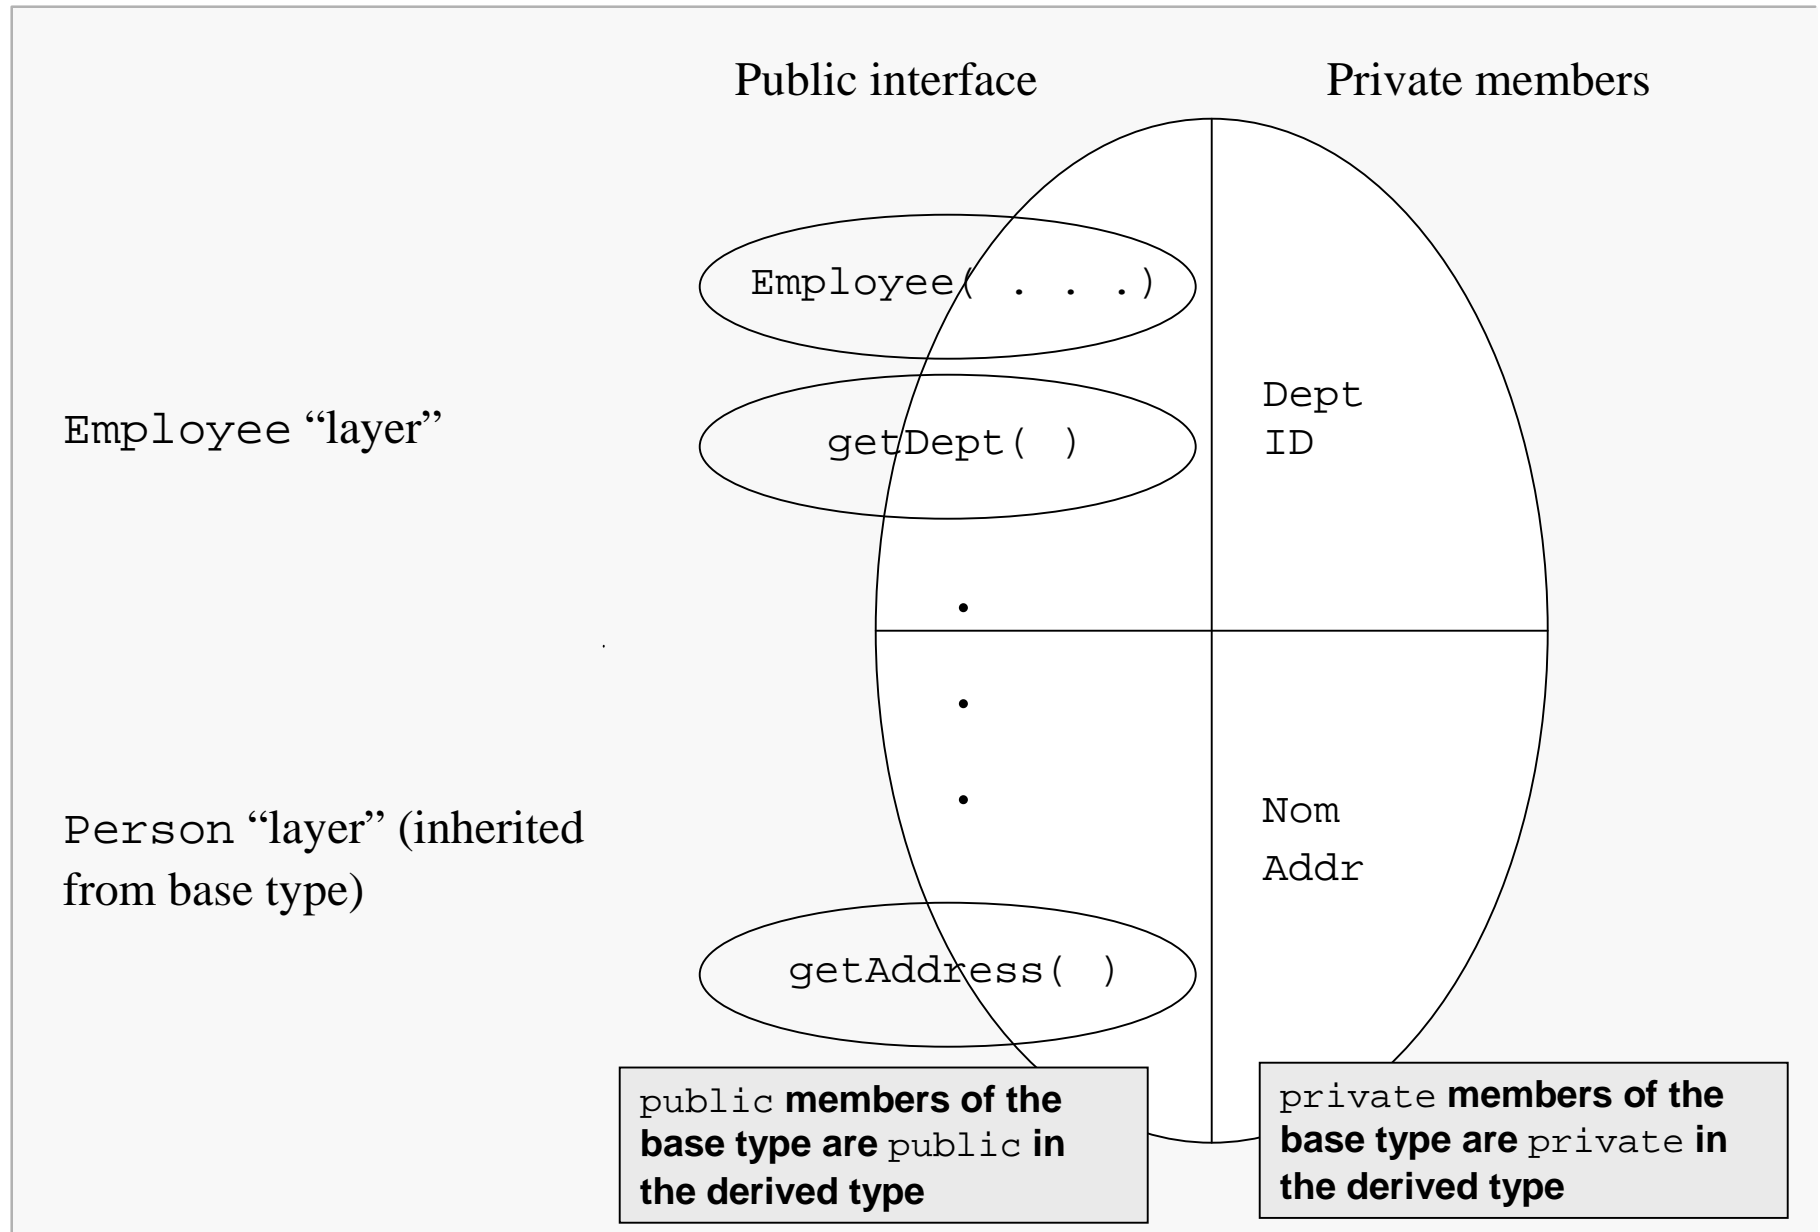 Public interface
Private members
Employee( . . .)
Employee “layer”
getDept( )
Dept
ID
.
.
.
Person “layer” (inherited
from base type)
Nom
Addr
getAddress( )
public members of the
base type are public in
the derived type
private members of the
base type are private in
the derived type